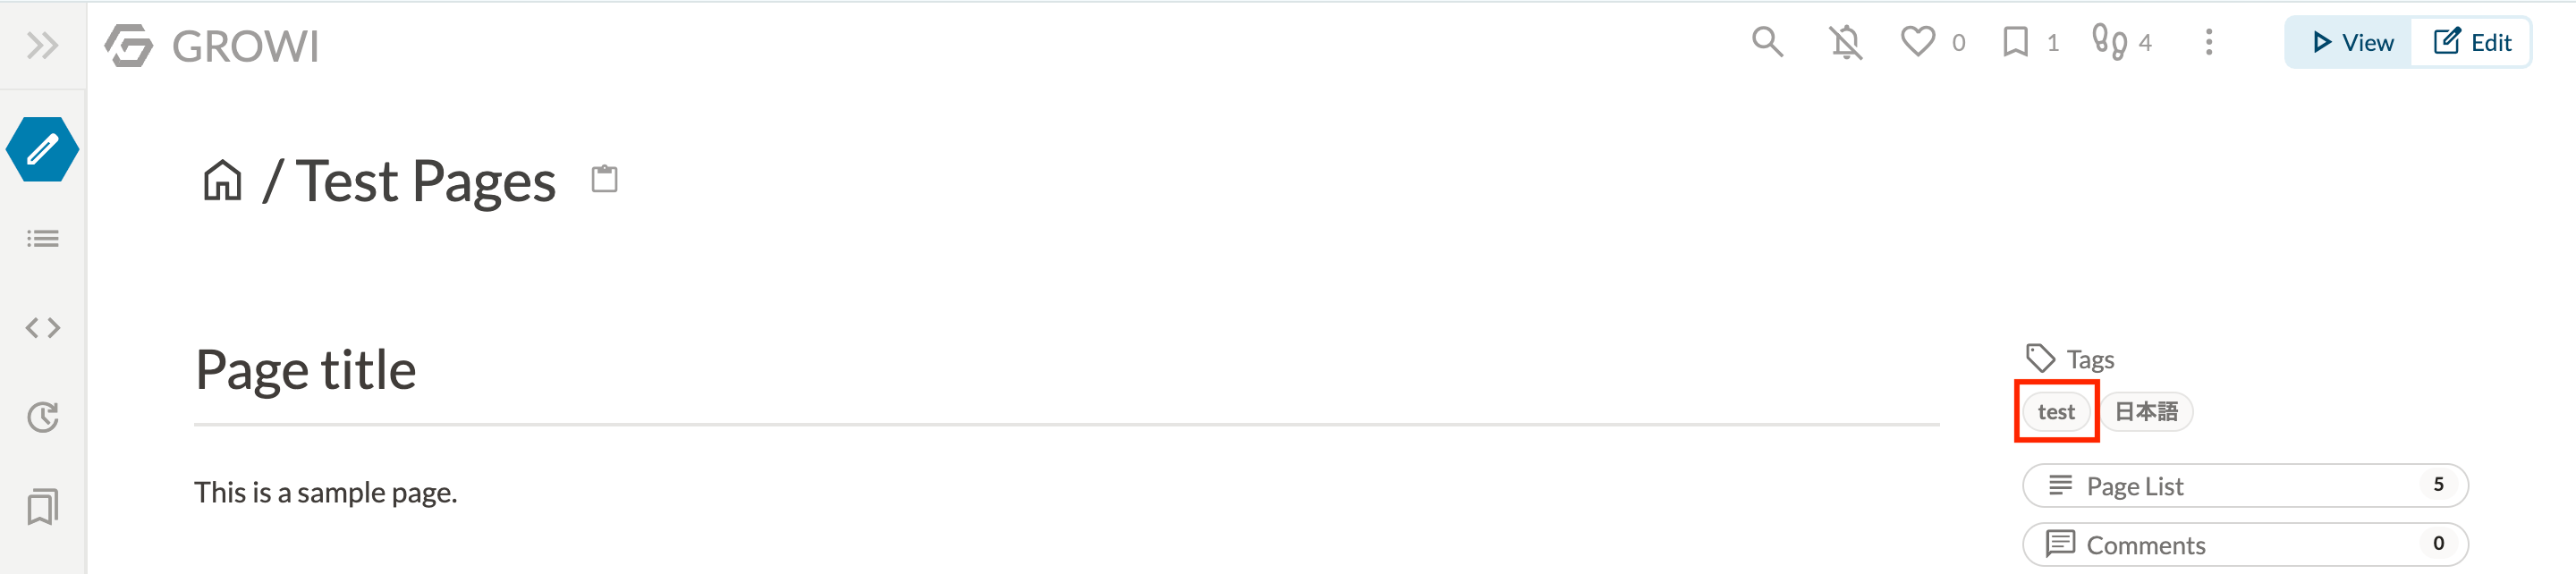 GROWI
0
1
4
View
Edit
/ Test Pages
Page title
Tags
test
日本語
This is a sample page.
Page List
5
Comments
0